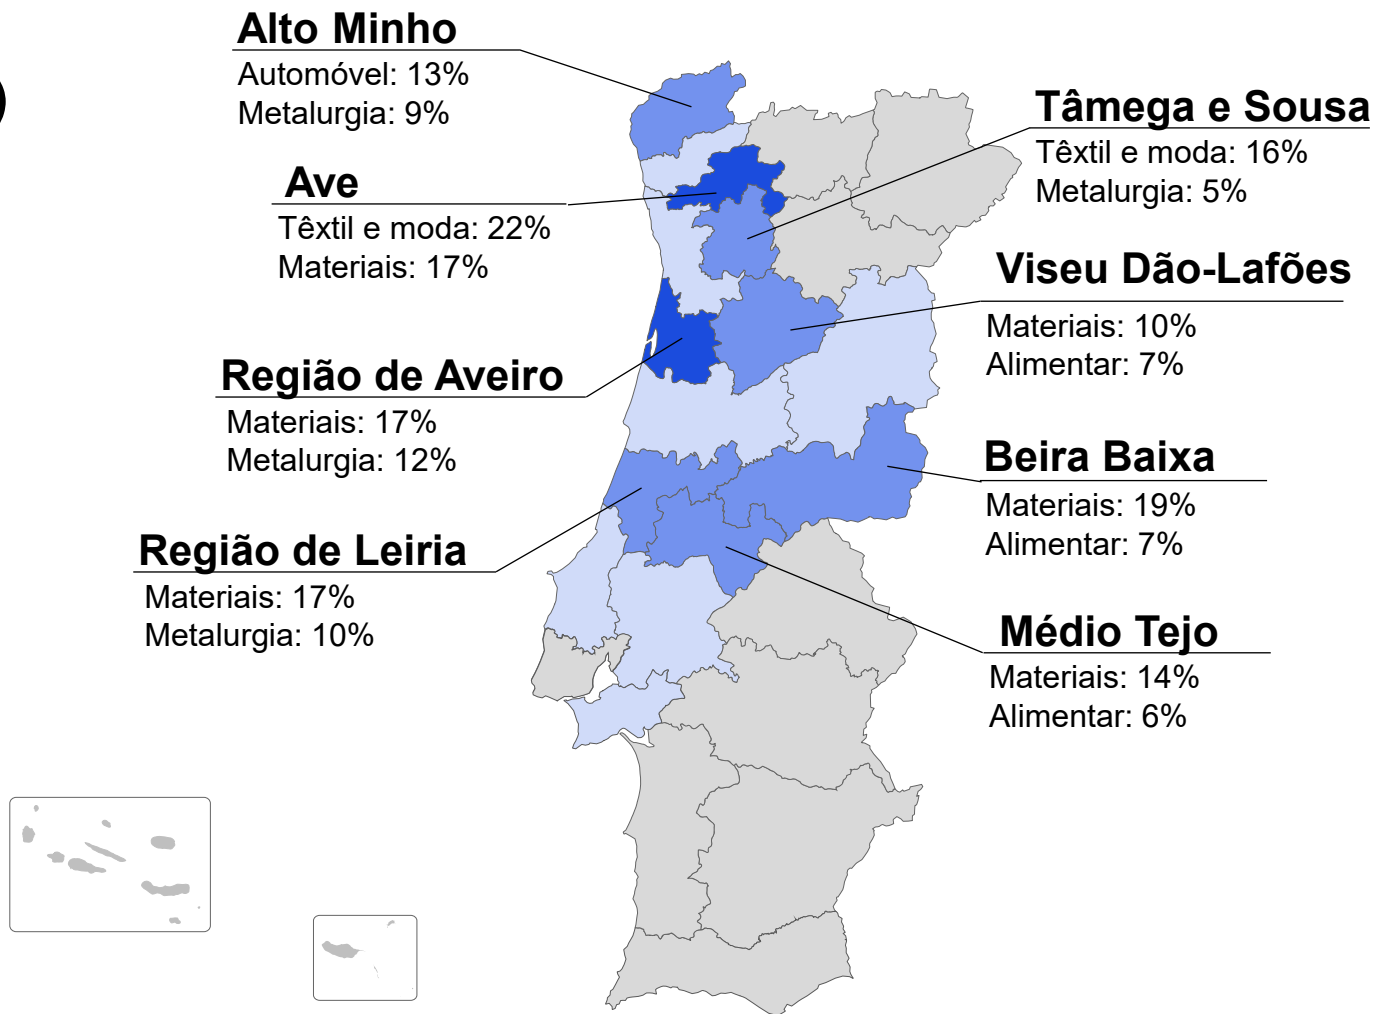 Alto Minho
Automóvel: 13%
Metalurgia: 9%
Tâmega e Sousa
Têxtil e moda: 16%
Metalurgia: 5%
Ave
Têxtil e moda: 22%
Materiais: 17%
Viseu Dão-Lafões
Materiais: 10%
Alimentar: 7%
Região de Aveiro
Materiais: 17%
Metalurgia: 12%
Beira Baixa
Materiais: 19%
Alimentar: 7%
Região de Leiria
Materiais: 17%
Metalurgia: 10%
Médio Tejo
Materiais: 14%
Alimentar: 6%